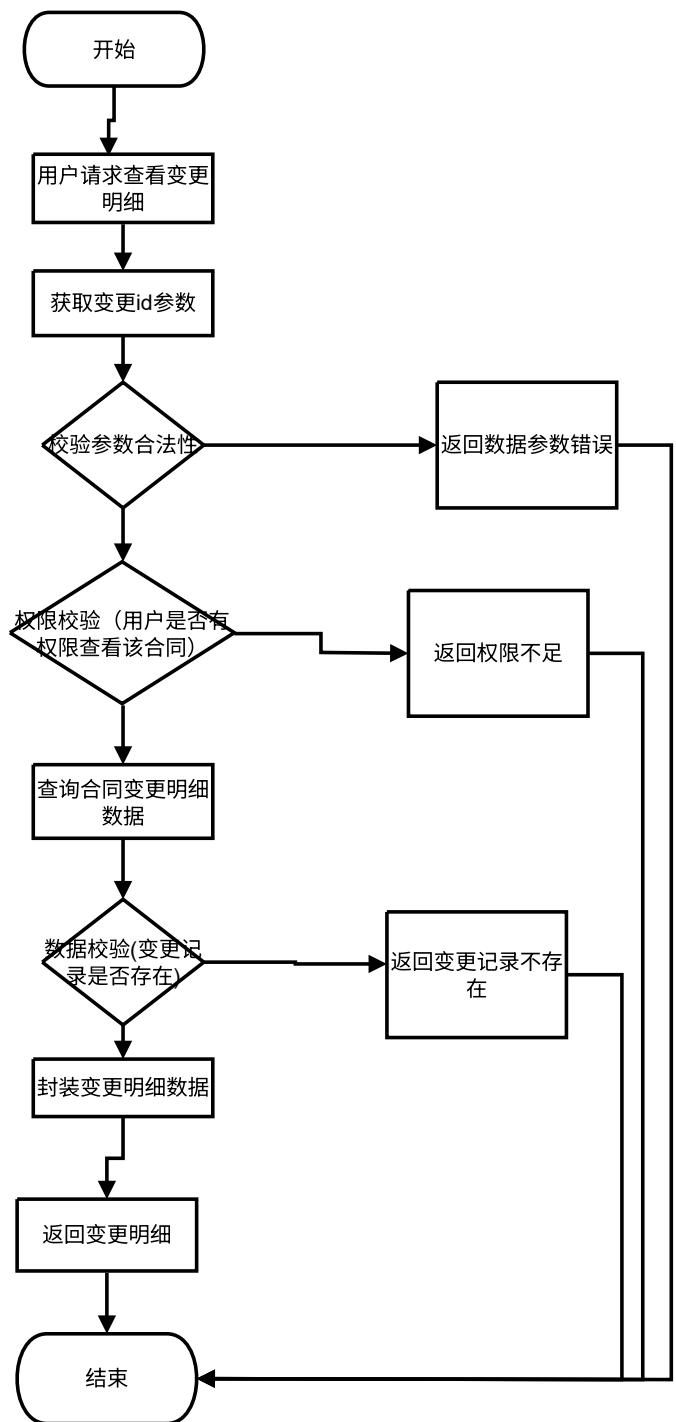 开始
用户请求查看变更
明细
获取变更id参数
校验参数合法性
返回数据参数错误
权限校验（用户是否有
权限查看该合同）
返回权限不足
查询合同变更明细
数据
数据校验(变更记
录是否存在)
返回变更记录不存
在
封装变更明细数据
返回变更明细
结束